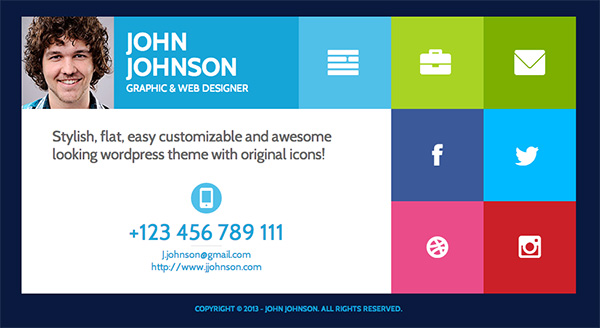 JOHN
JOHNSON
GRAPHIC & WEB DESIGNER
Stylish, flat, easy customizable and awesome
looking wordpress theme with original icons!
+123 456 789 111
J.johnson@gmail.com
http://www.jjohnson.com
COPYRIGHT © 2013 - JOHN JOHNSON. ALL RIGHTS RESERVED.